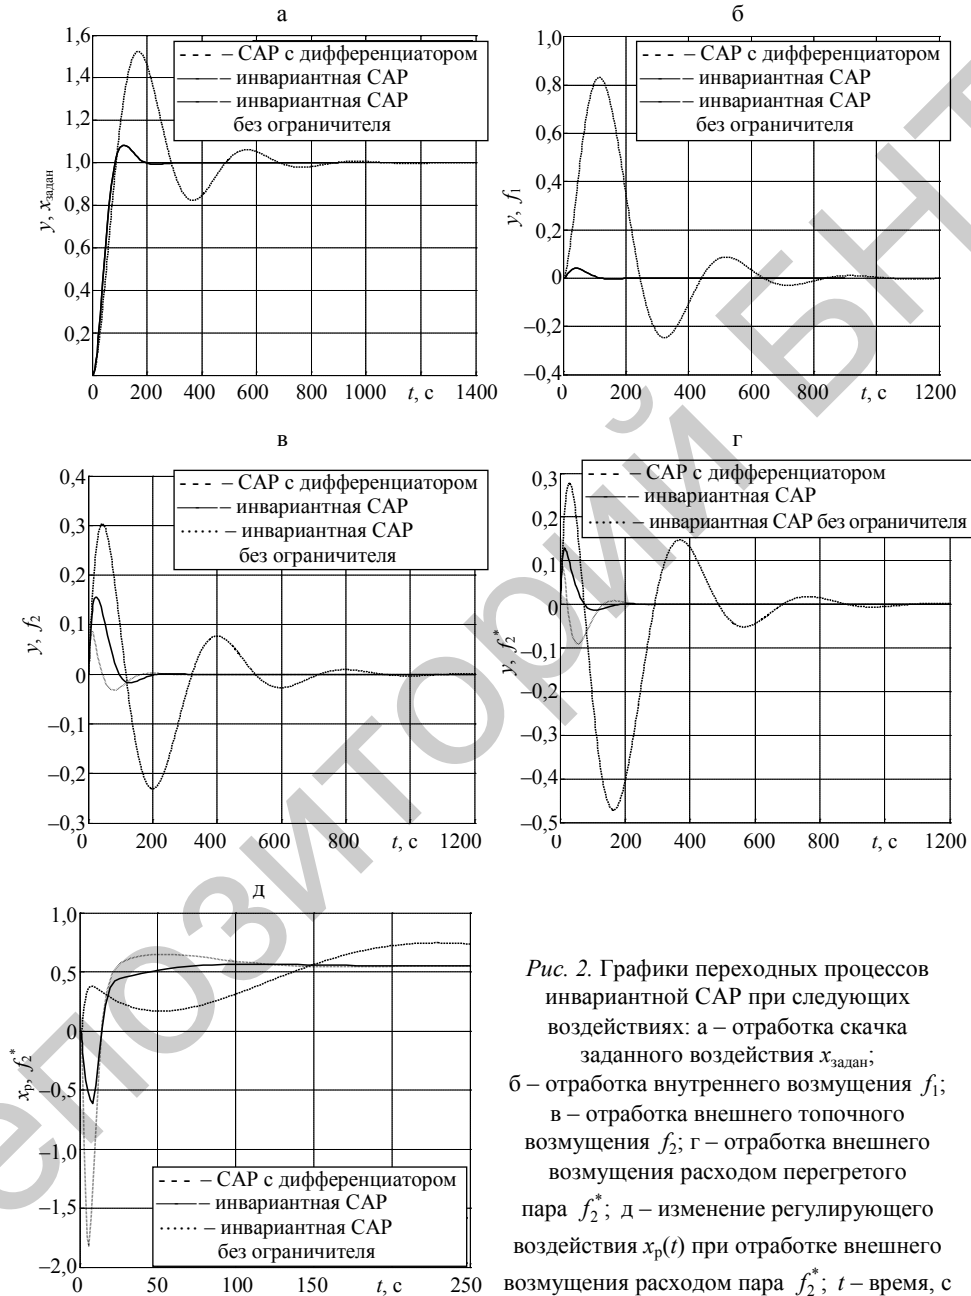 а
1,6
1,4
1,2
1,0
0,8
0,6
0,4
0,2
y, xзадан
– САР с дифференциатором
– инвариантная САР
– инвариантная САР
без ограничителя
0 200 400 600 800 1000 t, с 1400
б
1,0
0,8
0,6
0,4
0,2
0
–0,2
–0,4
y, f1
– САР с дифференциатором
– инвариантная САР
– инвариантная САР
без ограничителя
0 200 400 600 800 t, с 1200
в
0,4
0,3
0,2
0,1
0
–0,1
–0,2
–0,3
y, f2
– САР с дифференциатором
– инвариантная САР
– инвариантная САР
без ограничителя
0 200 400 600 800 t, с 1200
г
0,3
0,2
0,1
0
–0,1
–0,2
–0,3
–0,4
–0,5
y, f2*
– САР с дифференциатором
– инвариантная САР
– инвариантная САР без ограничителя
0 200 400 600 800 t, с 1200
д
1,0
0,5
0
–0,5
–1,0
–1,5
–2,0
xр, f2*
– САР с дифференциатором
– инвариантная САР
– инвариантная САР
без ограничителя
0 50 100 150 t, с 250
Рис. 2. Графики переходных процессов
инвариантной САР при следующих
воздействиях: а – отработка скачка
заданного воздействия xзадан;
б – отработка внутреннего возмущения f1;
в – отработка внешнего топочного
возмущения f2; г – отработка внешнего
возмущения расходом перегретого
пара f2*; д – изменение регулирующего
воздействия xр(t) при отработке внешнего
возмущения расходом пара f2*; t – время, с
епозиторий БНТ